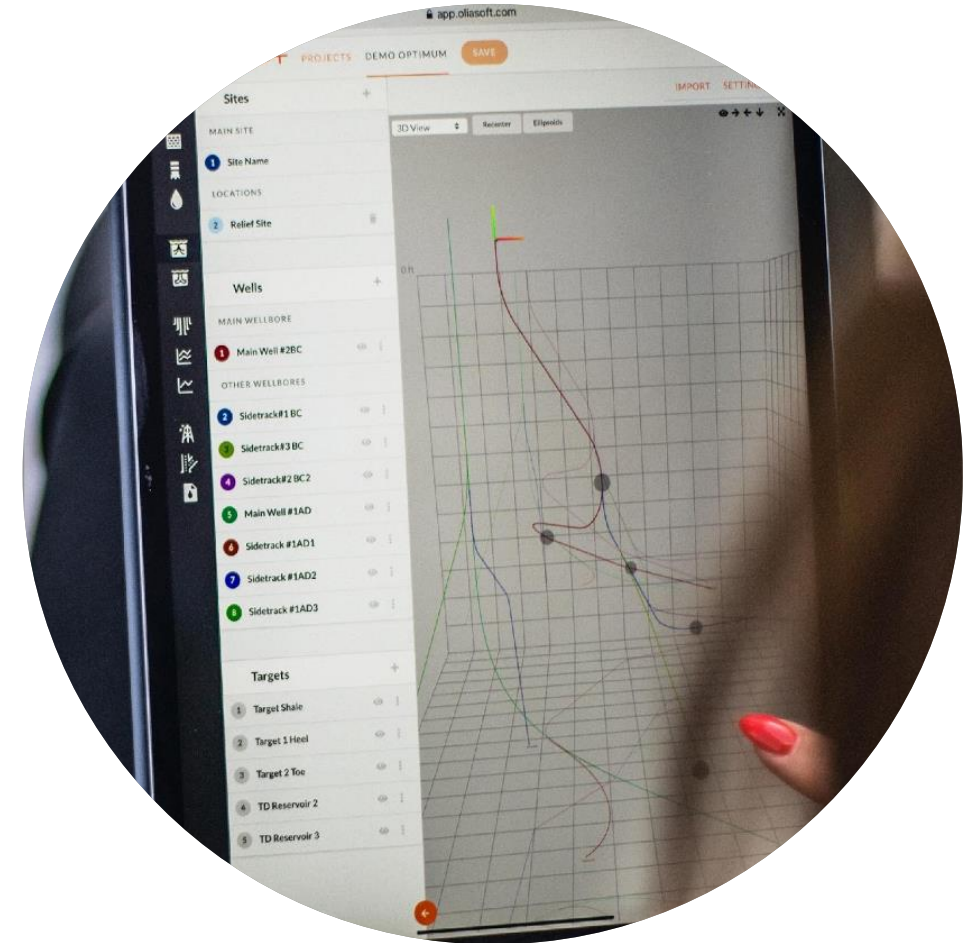 app.oliasoft.com
PROJECTS DEMO OPTIMUM SAVE
IMPORT
Sites +
3D View Recenter Ellipsoids
MAIN SITE
1 Site Name
LOCATIONS
2 Relief Site
0 ft
Wells +
MAIN WELLBORE
1 Main Well #2BC
OTHER WELLBORES
2 Sidetrack#1 BC
3 Sidetrack#3 BC
4 Sidetrack#2 BC2
5 Main Well #1AD
6 Sidetrack #1AD1
7 Sidetrack #1AD2
8 Sidetrack #1AD3
Targets +
1 Target Shale
2 Target 1 Heel
3 Target 2 Toe
4 TD Reservoir 2
5 TD Reservoir 3